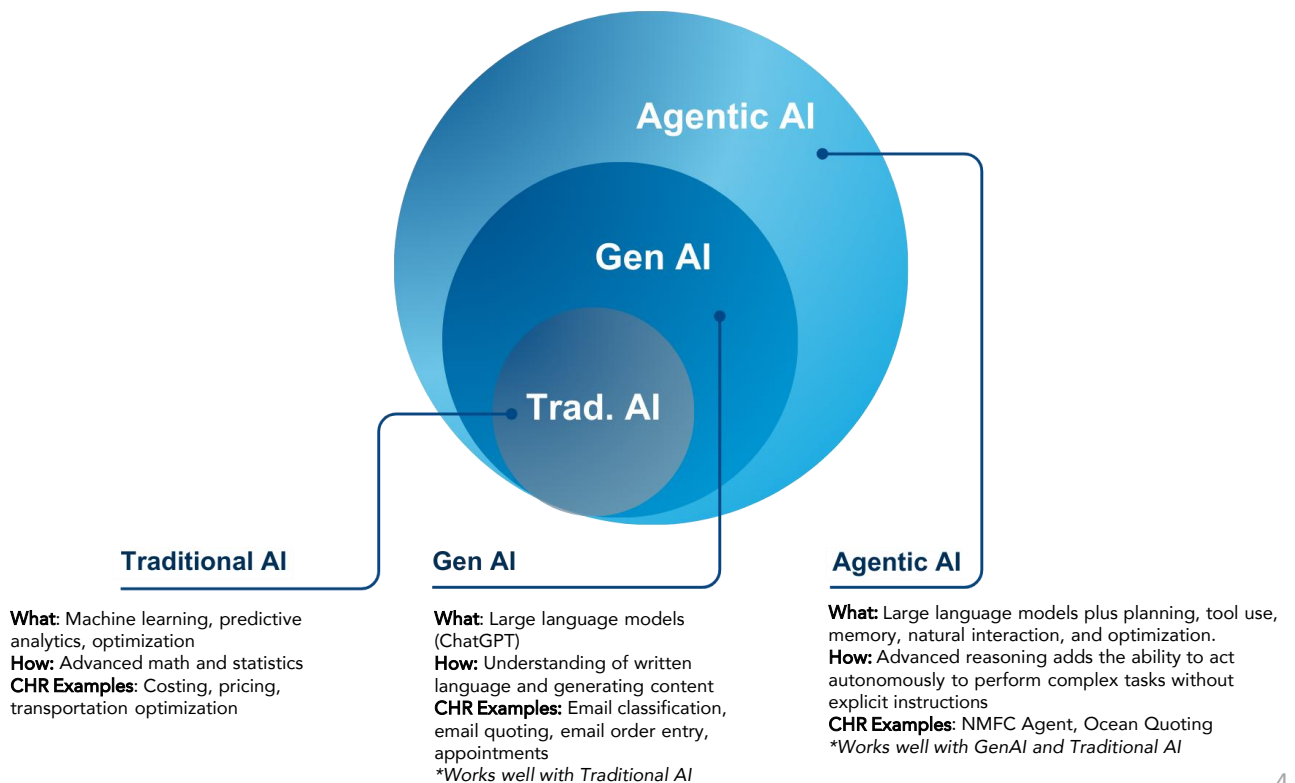 Agentic AI
Gen AI
Trad. AI
Traditional AI
What: Machine learning, predictive
analytics, optimization
How: Advanced math and statistics
CHR Examples: Costing, pricing,
transportation optimization
Gen AI
What: Large language models
(ChatGPT)
How: Understanding of written
language and generating content
CHR Examples: Email classification,
email quoting, email order entry,
appointments
*Works well with Traditional AI
Agentic AI
What: Large language models plus planning, tool use,
memory, natural interaction, and optimization.
How: Advanced reasoning adds the ability to act
autonomously to perform complex tasks without
explicit instructions
CHR Examples: NMFC Agent, Ocean Quoting
*Works well with GenAI and Traditional AI
4